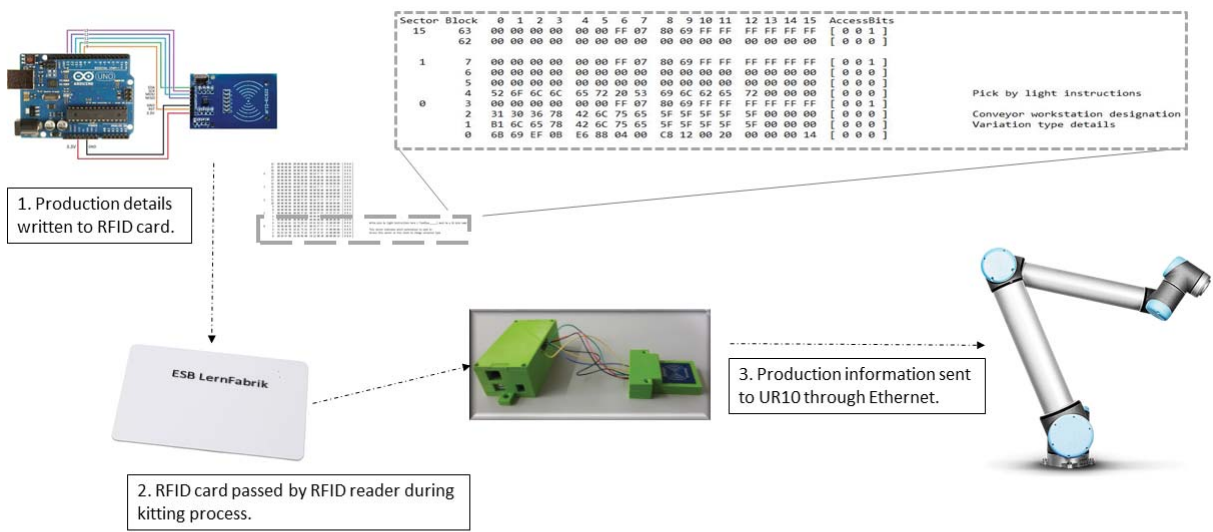 Sector Block 0 1 2 3 4 5 6 7 8 9 10 11 12 13 14 15 AccessBits
15 63 00 00 00 00 00 00 FF 07 80 69 FF FF FF FF FF FF [ 0 0 1 ]
62 00 00 00 00 00 00 00 00 00 00 00 00 00 00 00 00 [ 0 0 0 ]
1 7 00 00 00 00 00 00 FF 07 80 69 FF FF FF FF FF FF [ 0 0 1 ]
6 00 00 00 00 00 00 00 00 00 00 00 00 00 00 00 00 [ 0 0 0 ]
5 00 00 00 00 00 00 00 00 00 00 00 00 00 00 00 00 [ 0 0 0 ]
4 52 6F 6C 6C 65 72 20 53 69 6C 62 65 72 00 00 00 [ 0 0 0 ] Pick by light instructions
0 3 00 00 00 00 00 00 FF 07 80 69 FF FF FF FF FF FF [ 0 0 1 ]
2 31 30 36 78 42 6C 75 65 5F 5F 5F 5F 5F 00 00 00 [ 0 0 0 ] Conveyor workstation designation
1 B1 6C 65 78 42 6C 75 65 5F 5F 5F 5F 5F 00 00 00 [ 0 0 0 ] Variation type details
0 6B 69 EF 0B E6 88 04 00 C8 12 00 20 00 00 00 14 [ 0 0 0 ]
UNO
ARDUINO
3.3V GND
1. Production details
written to RFID card.
ESB LernFabrik
2. RFID card passed by RFID reader during
kitting process.
3. Production information sent
to UR10 through Ethernet.